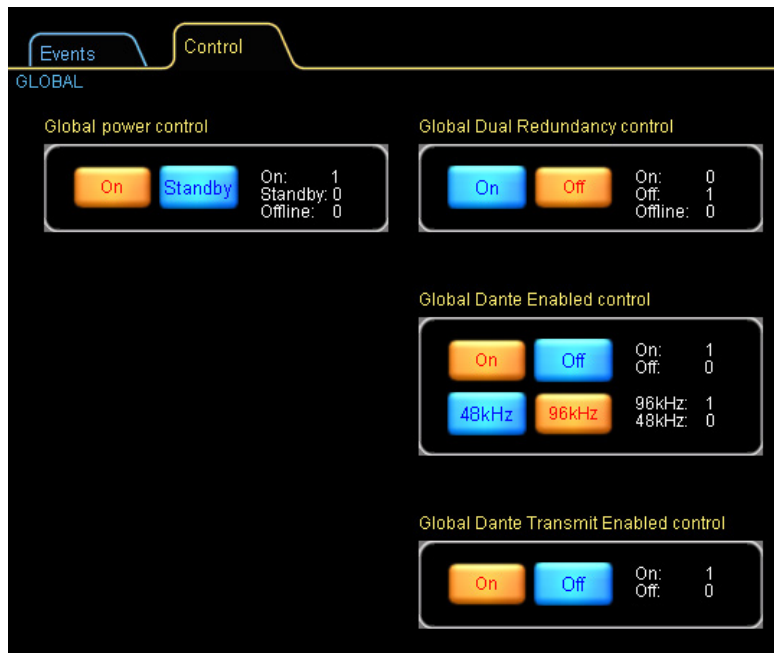 Events
Control
GLOBAL
Global power control
On
Standby
On: 1
Standby: 0
Offline: 0
Global Dual Redundancy control
On
Off
On: 0
Off: 1
Offline: 0
Global Dante Enabled control
On
Off
On: 1
Off: 0
48kHz
96kHz
96kHz: 1
48kHz: 0
Global Dante Transmit Enabled control
On
Off
On: 1
Off: 0